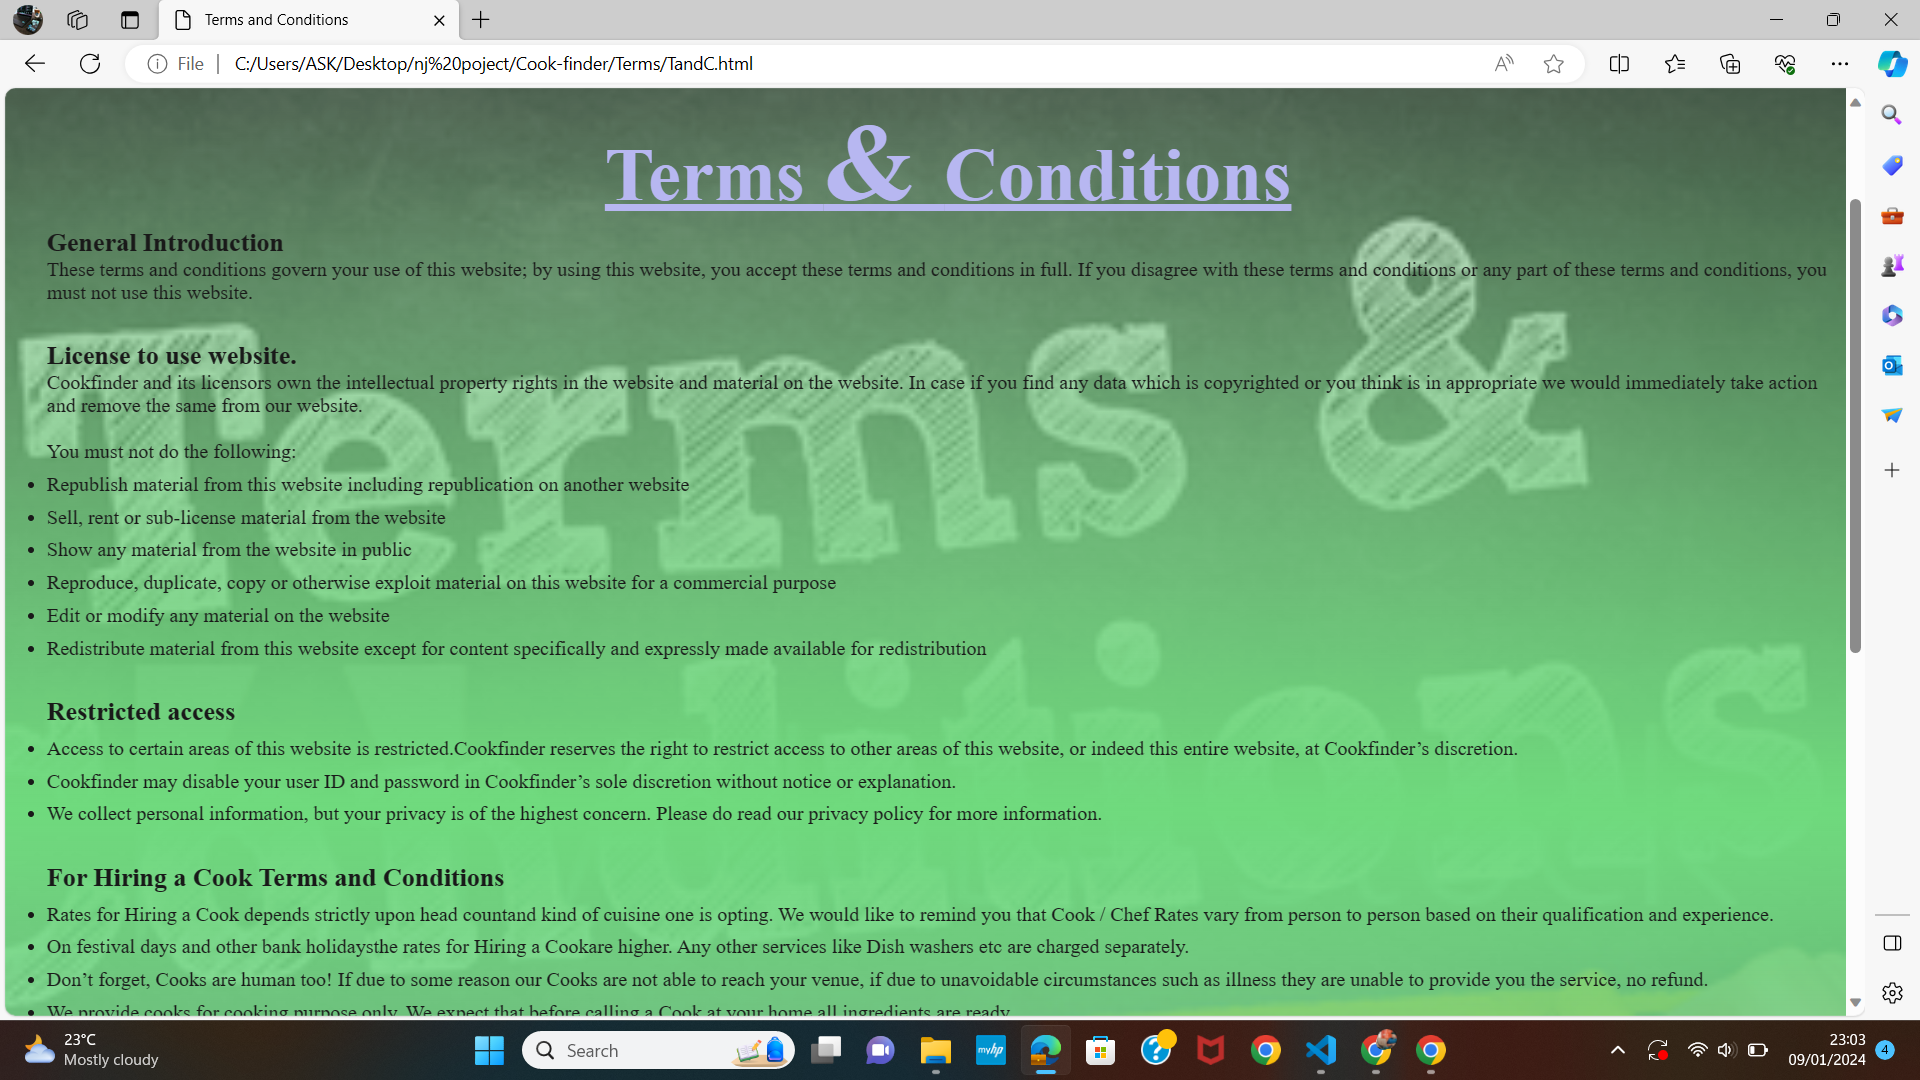 Terms and Conditions
File
C:/Users/ASK/Desktop/nj%20poject/Cook-finder/Terms/TandC.html
Terms & Conditions
General Introduction
These terms and conditions govern your use of this website; by using this website, you accept these terms and conditions in full. If you disagree with these terms and conditions or any part of these terms and conditions, you
must not use this website.
License to use website.
Cookfinder and its licensors own the intellectual property rights in the website and material on the website. In case if you find any data which is copyrighted or you think is in appropriate we would immediately take action
and remove the same from our website.
You must not do the following:
• Republish material from this website including republication on another website
• Sell, rent or sub-license material from the website
• Show any material from the website in public
• Reproduce, duplicate, copy or otherwise exploit material on this website for a commercial purpose
• Edit or modify any material on the website
• Redistribute material from this website except for content specifically and expressly made available for redistribution
Restricted access
• Access to certain areas of this website is restricted.Cookfinder reserves the right to restrict access to other areas of this website, or indeed this entire website, at Cookfinder’s discretion.
• Cookfinder may disable your user ID and password in Cookfinder’s sole discretion without notice or explanation.
• We collect personal information, but your privacy is of the highest concern. Please do read our privacy policy for more information.
For Hiring a Cook Terms and Conditions
• Rates for Hiring a Cook depends strictly upon head countand kind of cuisine one is opting. We would like to remind you that Cook / Chef Rates vary from person to person based on their qualification and experience.
• On festival days and other bank holidaysthe rates for Hiring a Cookare higher. Any other services like Dish washers etc are charged separately.
• Don’t forget, Cooks are human too! If due to some reason our Cooks are not able to reach your venue, if due to unavoidable circumstances such as illness they are unable to provide you the service, no refund.
• We provide cooks for cooking purpose only. We expect that before calling a Cook at your home all ingredients are ready
Terms &
Conditions
23°C
Mostly cloudy
Search
myhp
23:03
09/01/2024
4